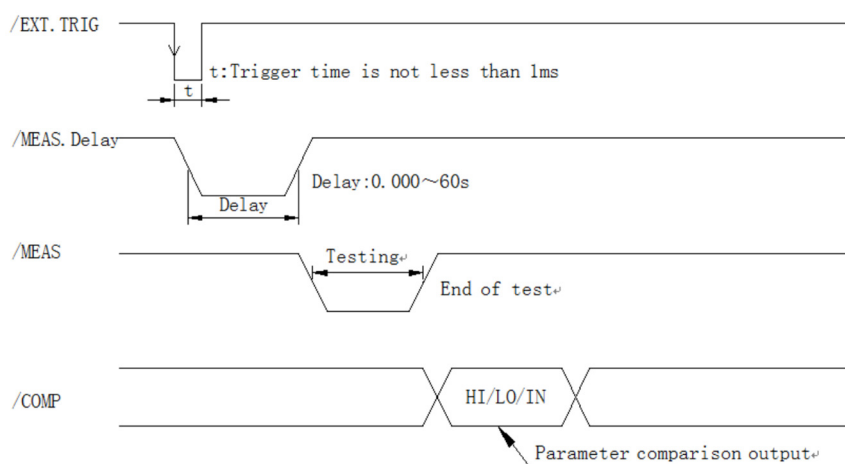 /EXT.TRIG
t:Trigger time is not less than 1ms
t
/MEAS.Delay
Delay:0.000～60s
Delay
/MEAS
Testing↵
End of test↵
/COMP
HI/LO/IN
Parameter comparison output↵